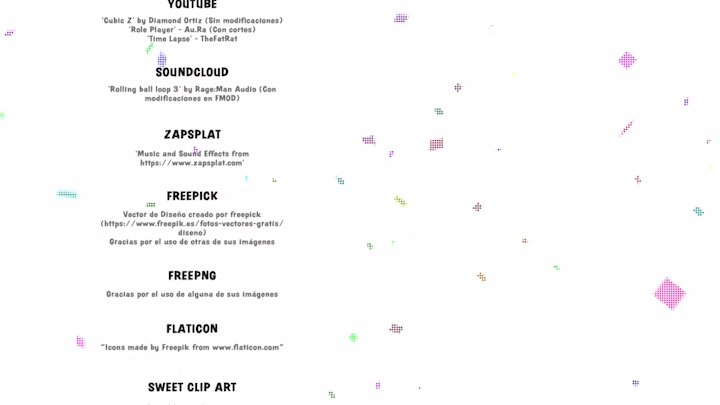 YOUTUBE
'Cubic Z' by Diamond Ortiz (Sin modificaciones)
'Role Player' - Au.Ra (Con cortes)
'Time Lapse' - TheFatRat
SOUNDCLOUD
'Rolling ball loop 3' by Rage:Man Audio (Con
modificaciones en FMOD)
ZAPSPLAT
'Music and Sound Effects from
https://www.zapsplat.com'
FREEPICK
Vector de Diseño creado por freepick
(https://www.freepik.es/fotos-vectores-gratis/
diseno)
Gracias por el uso de otras de sus imágenes
FREEPNG
Gracias por el uso de alguna de sus imágenes
FLATICON
"Icons made by Freepik from www.flaticon.com"
SWEET CLIP ART